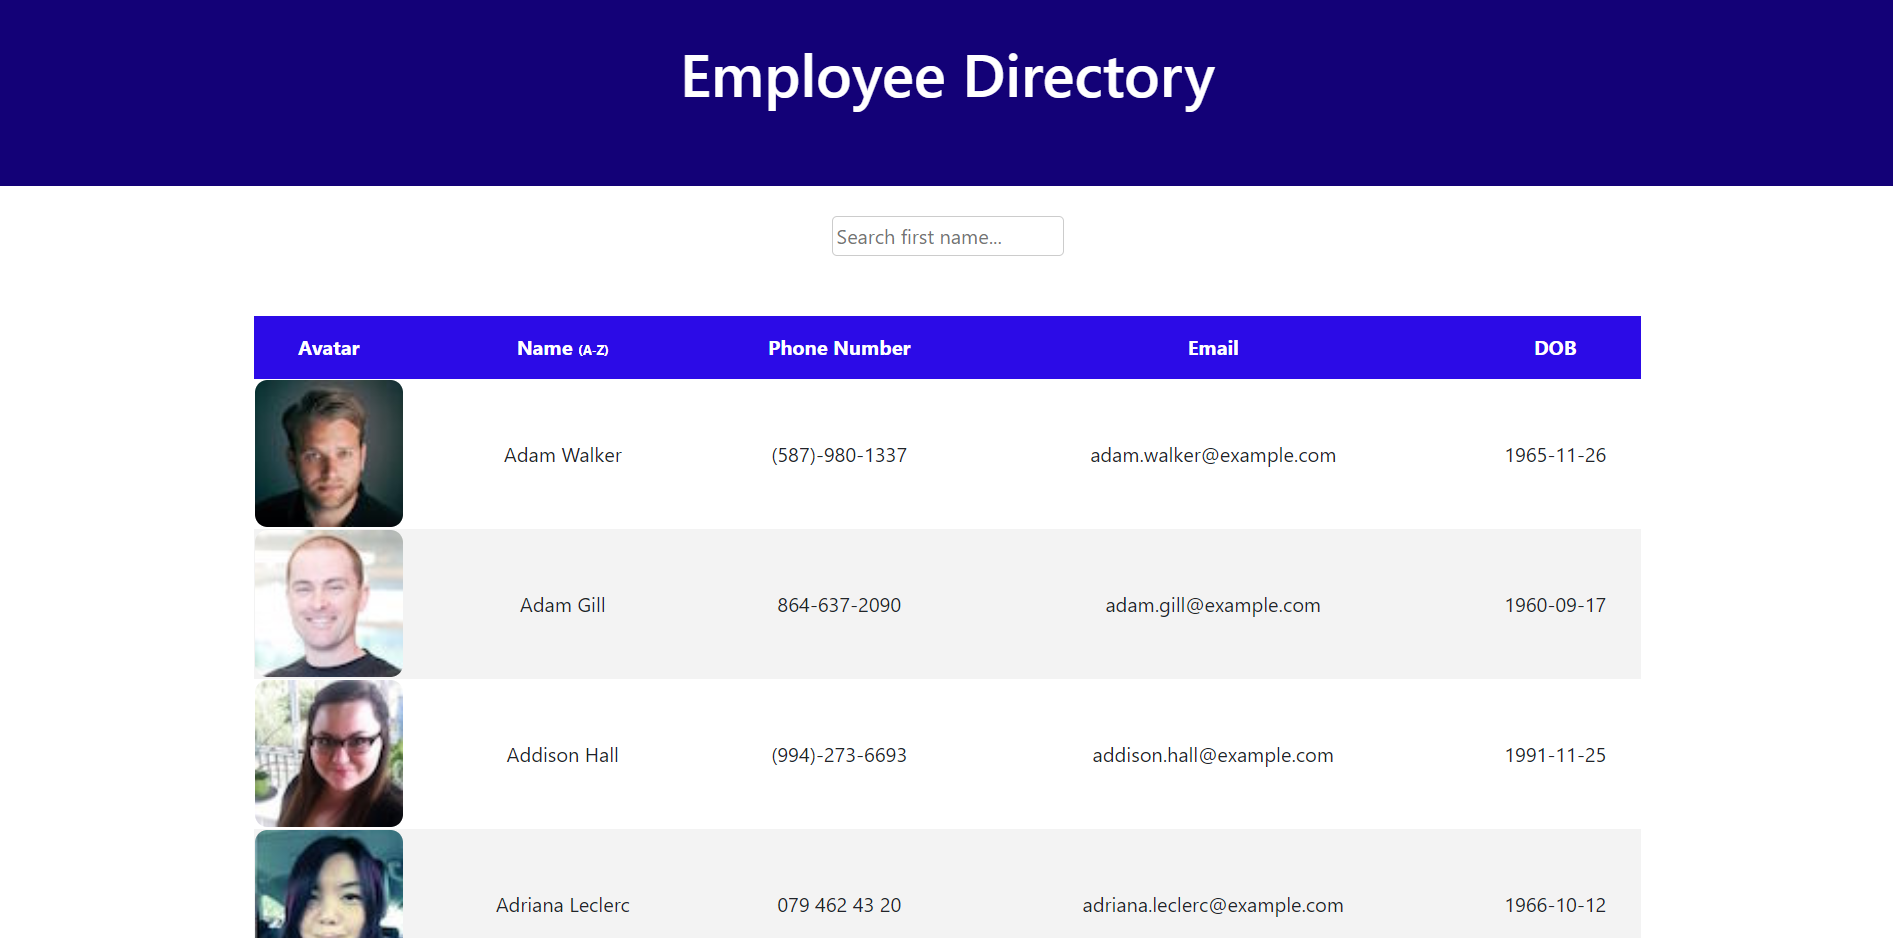 Employee Directory
Search first name...
Avatar Name (A-Z) Phone Number Email DOB
Adam Walker (587)-980-1337 adam.walker@example.com 1965-11-26
Adam Gill 864-637-2090 adam.gill@example.com 1960-09-17
Addison Hall (994)-273-6693 addison.hall@example.com 1991-11-25
Adriana Leclerc 079 462 43 20 adriana.leclerc@example.com 1966-10-12